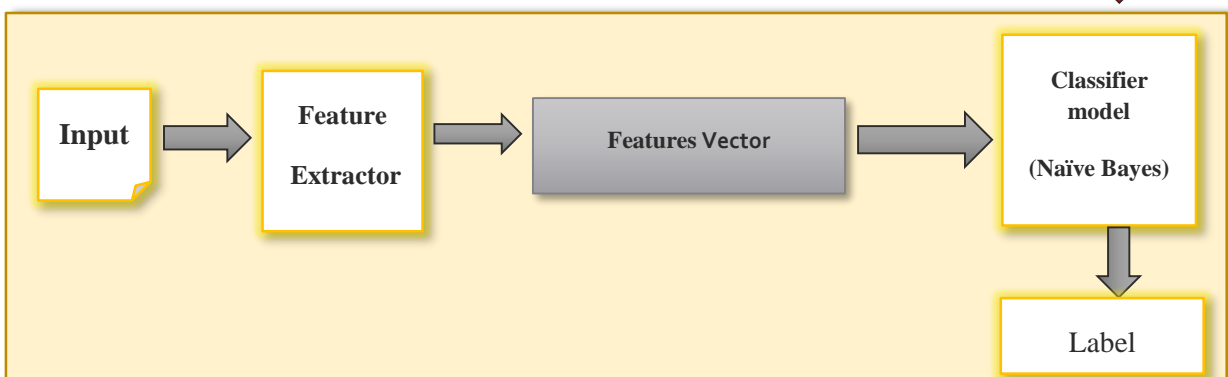 Input
Feature
Extractor
Features Vector
Classifier
model
(Naïve Bayes)
Label